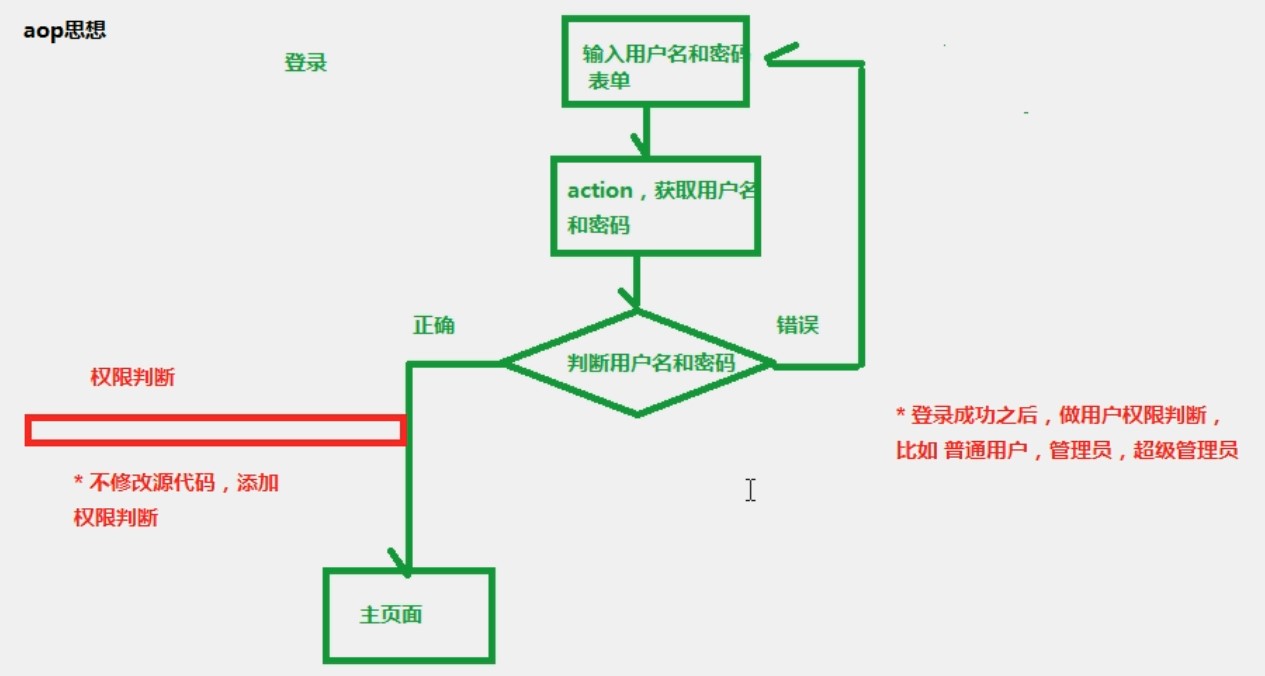 aop思想
登录
输入用户名和密码
表单
action，获取用户名
和密码
正确
错误
判断用户名和密码
权限判断
* 不修改源代码，添加
权限判断
* 登录成功之后，做用户权限判断，
比如 普通用户，管理员，超级管理员
主页面